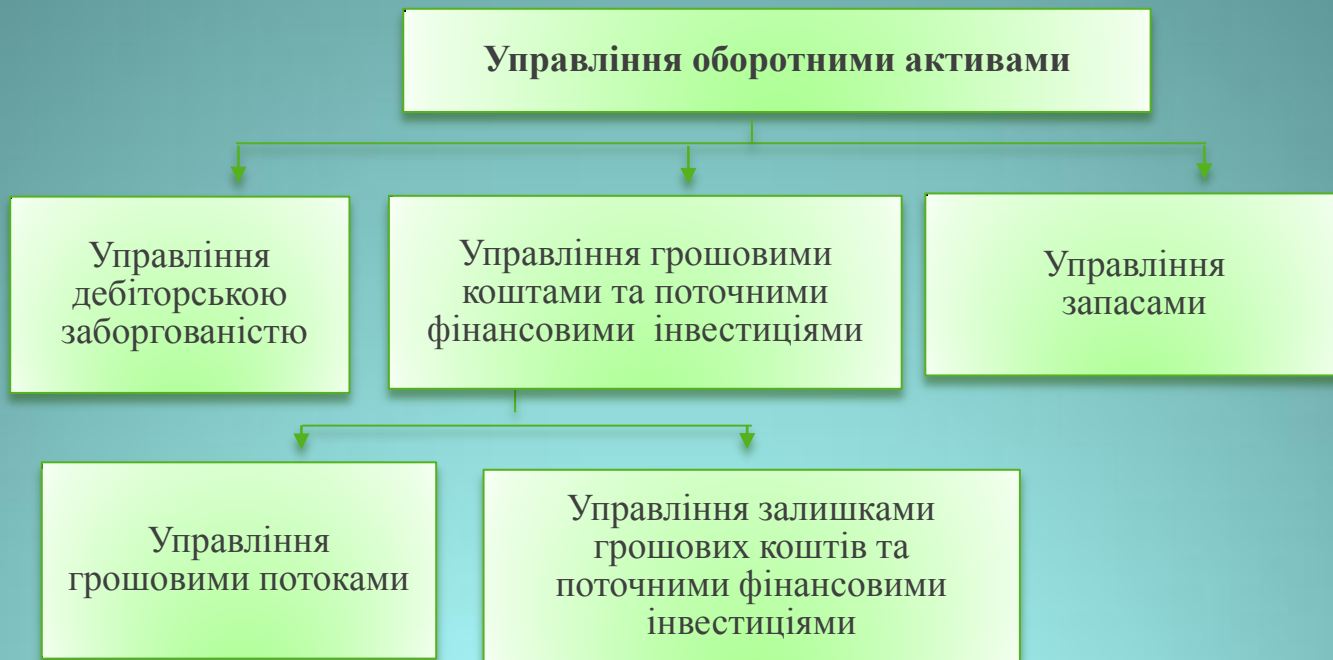 Управління оборотними активами
Управління
дебіторською
заборгованістю
Управління грошовими
коштами та поточними
фінансовими  інвестиціями
Управління
запасами
Управління
грошовими потоками
Управління залишками
грошових коштів та
поточними фінансовими
інвестиціями